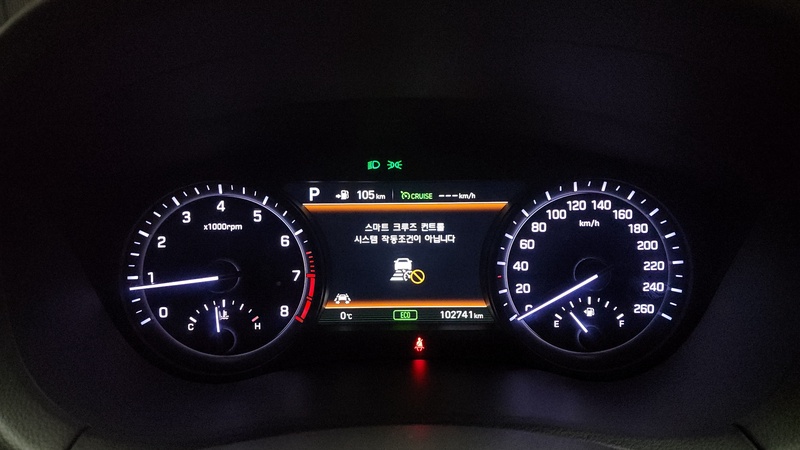 P 105km CRUISE ---km/h
스마트 크루즈 컨트롤
시스템 작동조건이 아닙니다
0℃ ECO 102741km
x1000rpm
0 1 2 3 4 5 6 7 8
C H
km/h
0 20 40 60 80 100 120 140 160 180 200 220 240 260
E F